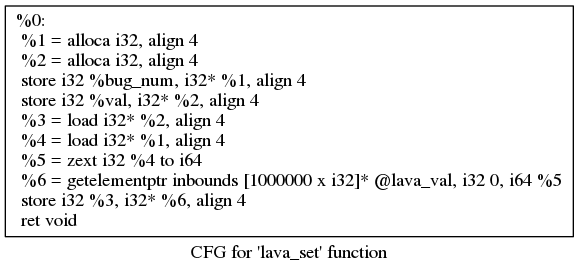 %0:
%1 = alloca i32, align 4
%2 = alloca i32, align 4
store i32 %bug_num, i32* %1, align 4
store i32 %val, i32* %2, align 4
%3 = load i32* %2, align 4
%4 = load i32* %1, align 4
%5 = zext i32 %4 to i64
%6 = getelementptr inbounds [1000000 x i32]* @lava_val, i32 0, i64 %5
store i32 %3, i32* %6, align 4
ret void
CFG for 'lava_set' function